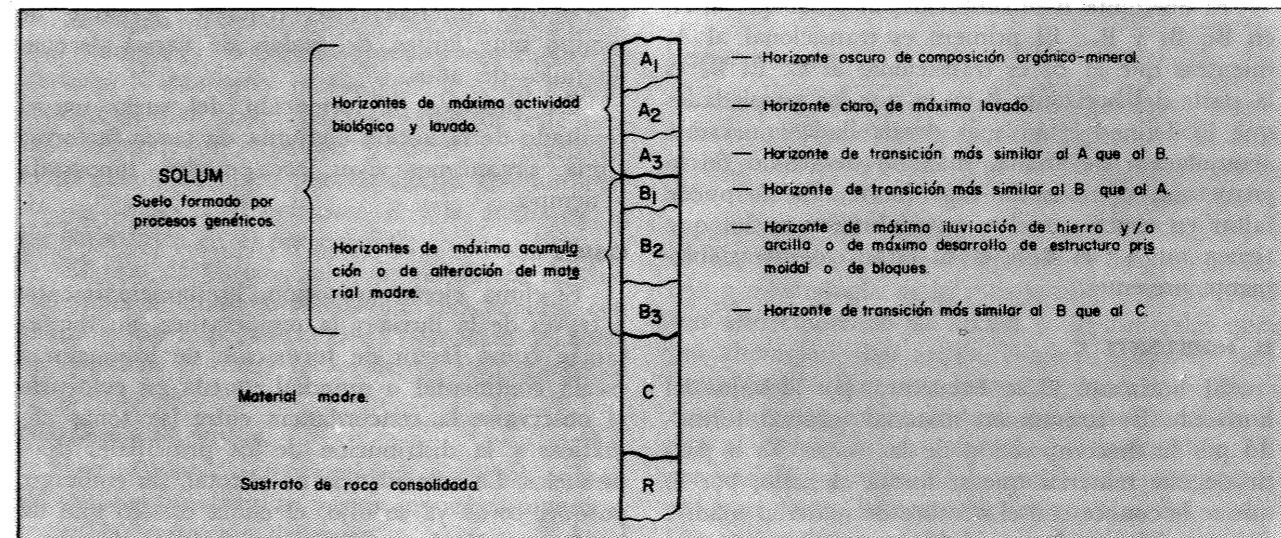 A1
— Horizonte oscuro de composición orgánico-mineral.
Horizontes de máxima actividad
biológica y lavado.
A2
— Horizonte claro, de máximo lavado.
A3
— Horizonte de transición más similar al A que al B.
SOLUM
Suelo formado por
procesos genéticos.
B1
— Horizonte de transición más similar al B que al A.
Horizontes de máxima acumula
ción o de alteración del mate
rial madre.
B2
— Horizonte de máxima iluviación de hierro y/o
arcilla o de máximo desarrollo de estructura pris
moidal o de bloques.
B3
— Horizonte de transición más similar al B que al C.
Material madre.
C
Sustrato de roca consolidada
R